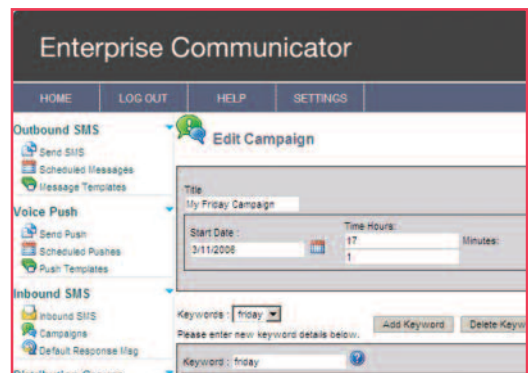 Enterprise Communicator
HOME LOG OUT HELP SETTINGS
Outbound SMS
Send SMS
Scheduled Messages
Message Templates
Voice Push
Send Push
Scheduled Pushes
Push Templates
Inbound SMS
Inbound SMS
Campaigns
Default Response Msg
Edit Campaign
Title
My Friday Campaign
Start Date :
3/11/2006
Time Hours:
17
1
Minutes:
Keywords : friday
Add Keyword
Delete Keyw
Please enter new keyword details below.
Keyword : friday